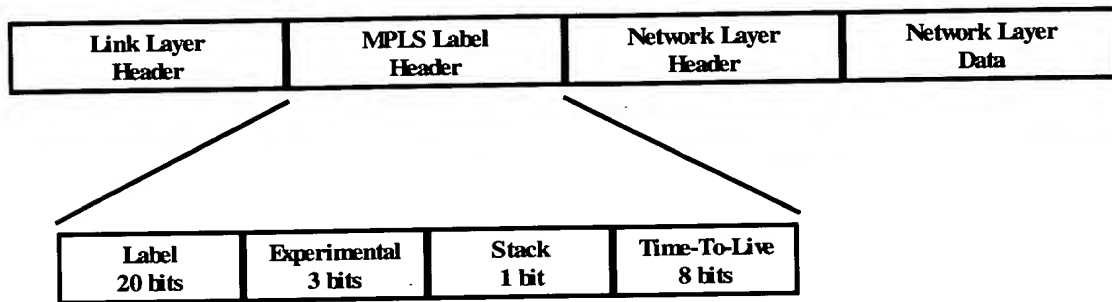 Link Layer
Header
MPLS Label
Header
Network Layer
Header
Network Layer
Data
Label
20 bits
Experimental
3 bits
Stack
1 bit
Time-To-Live
8 bits